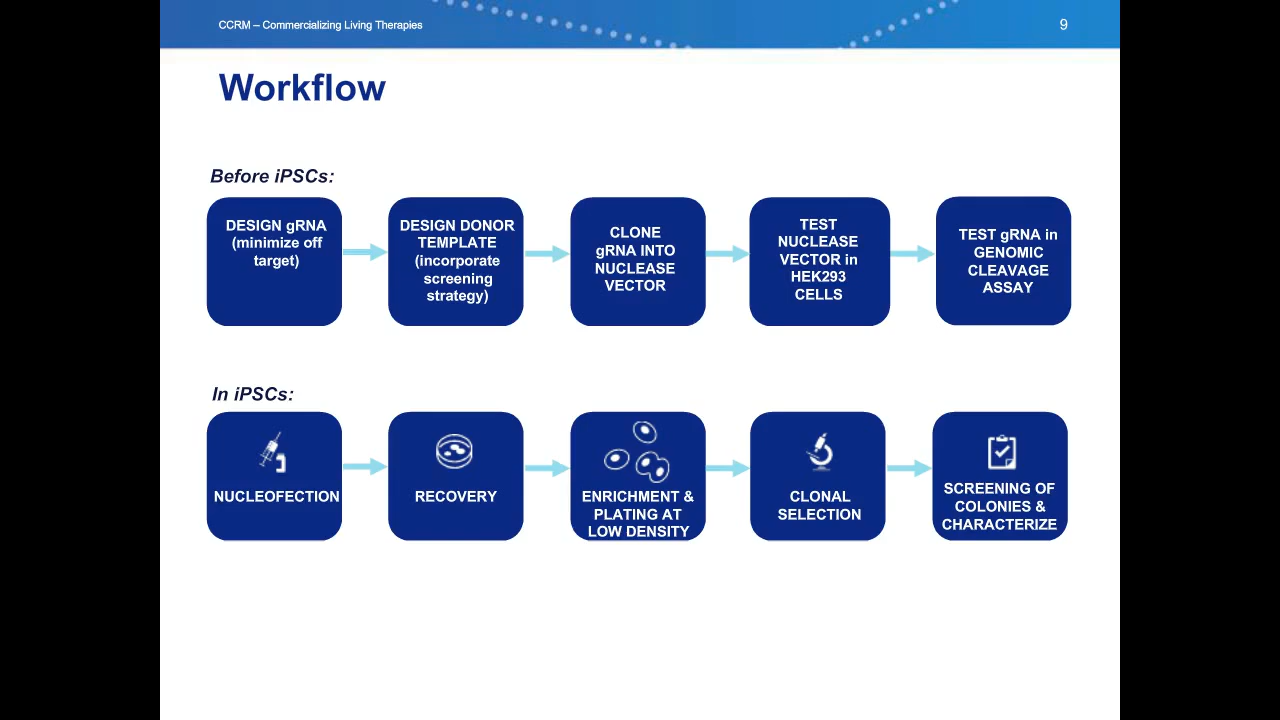 CCRM – Commercializing Living Therapies
9
Workflow
Before iPSCs:
DESIGN gRNA
(minimize off
target)
DESIGN DONOR
TEMPLATE
(incorporate
screening
strategy)
CLONE
gRNA INTO
NUCLEASE
VECTOR
TEST
NUCLEASE
VECTOR in
HEK293
CELLS
TEST gRNA in
GENOMIC
CLEAVAGE
ASSAY
In iPSCs:
NUCLEOFECTION
RECOVERY
ENRICHMENT &
PLATING AT
LOW DENSITY
CLONAL
SELECTION
SCREENING OF
COLONIES &
CHARACTERIZE